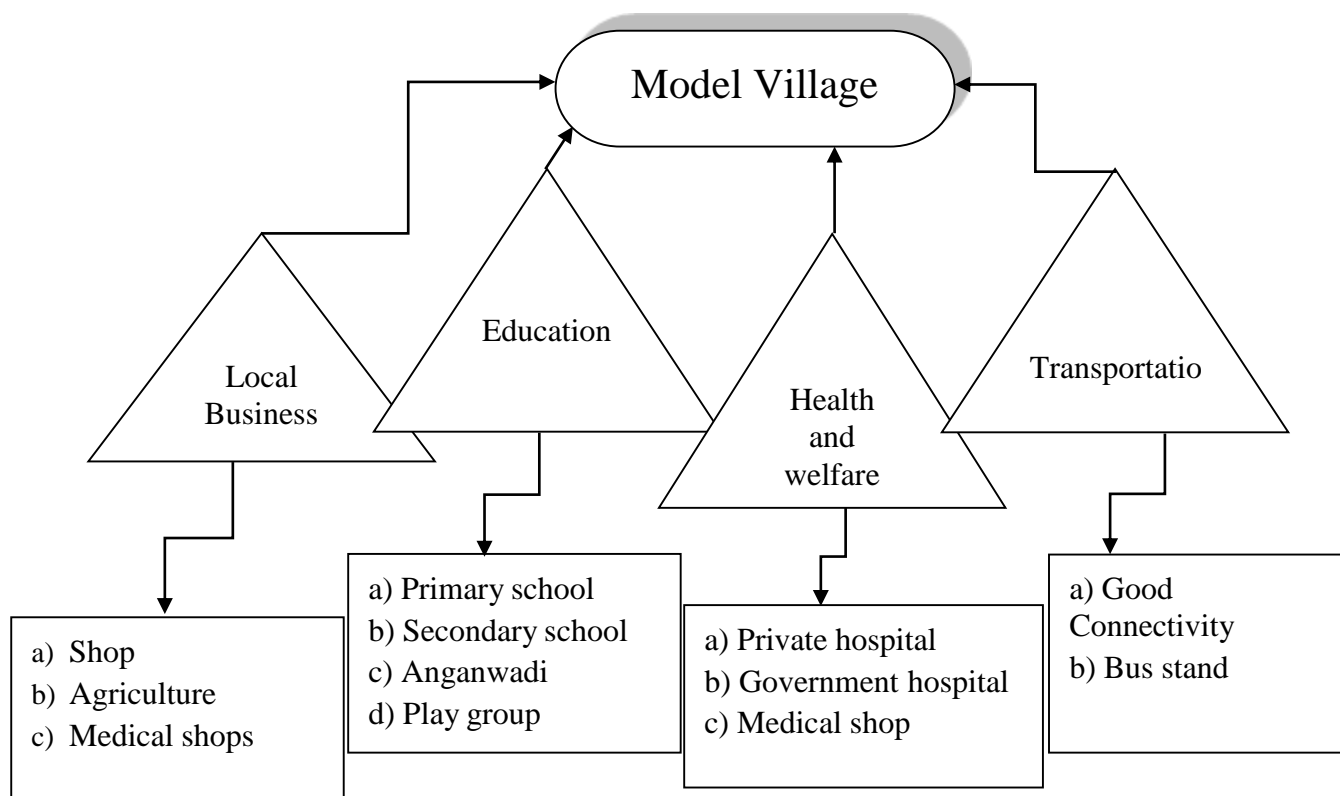 Model Village
Local
Business
Education
Health
and
welfare
Transportatio
a) Shop
b) Agriculture
c) Medical shops
a) Primary school
b) Secondary school
c) Anganwadi
d) Play group
a) Private hospital
b) Government hospital
c) Medical shop
a) Good
Connectivity
b) Bus stand